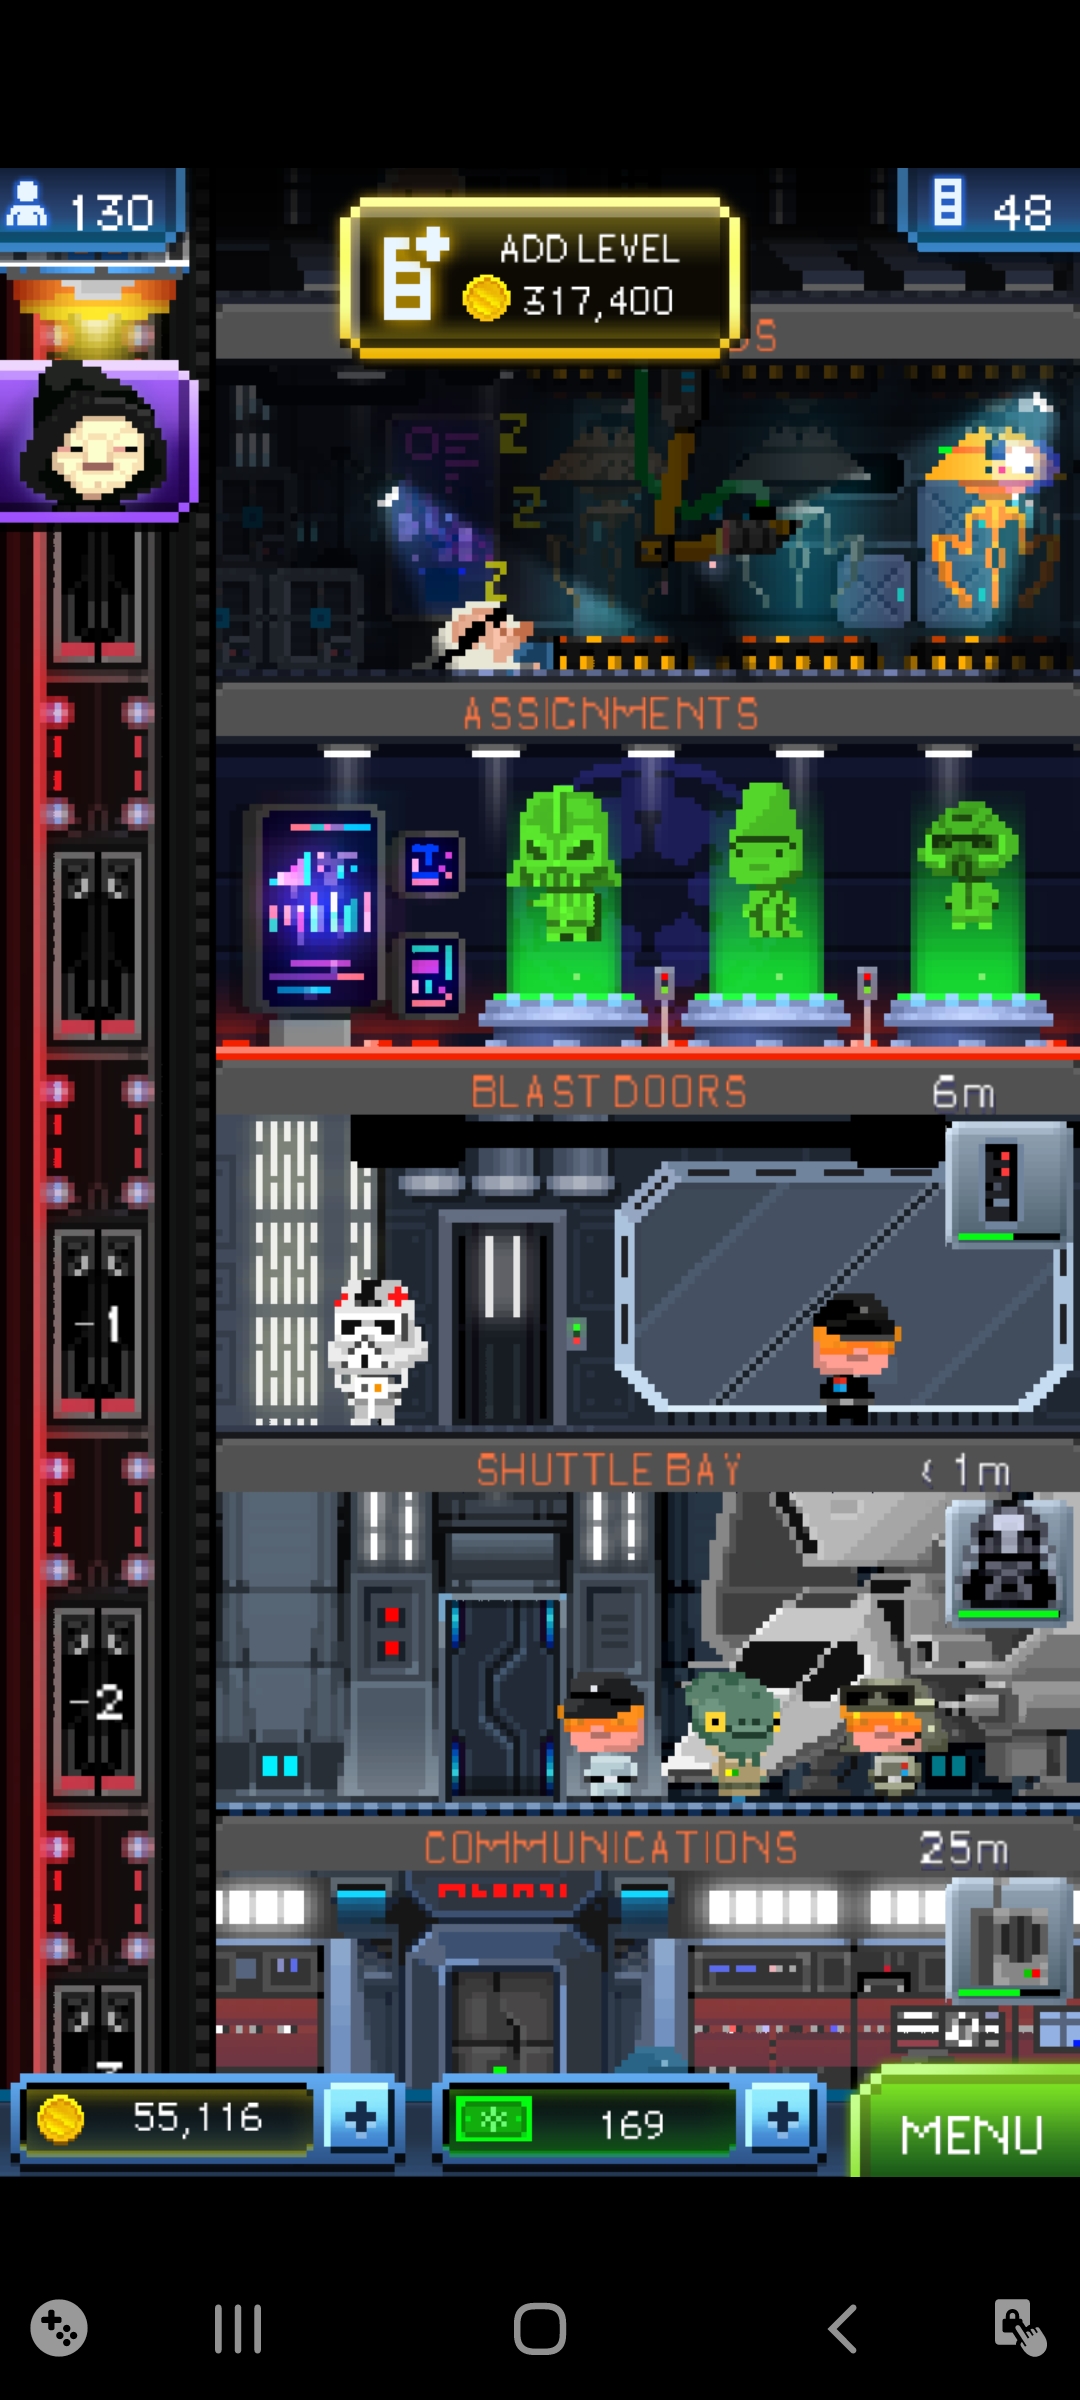 130
48
ADD LEVEL
317,400
DS
Z
Z
Z
ASSIGNMENTS
BLAST DOORS 6m
-1
SHUTTLE BAY < 1m
-2
COMMUNICATIONS 25m
55,116
169
MENU